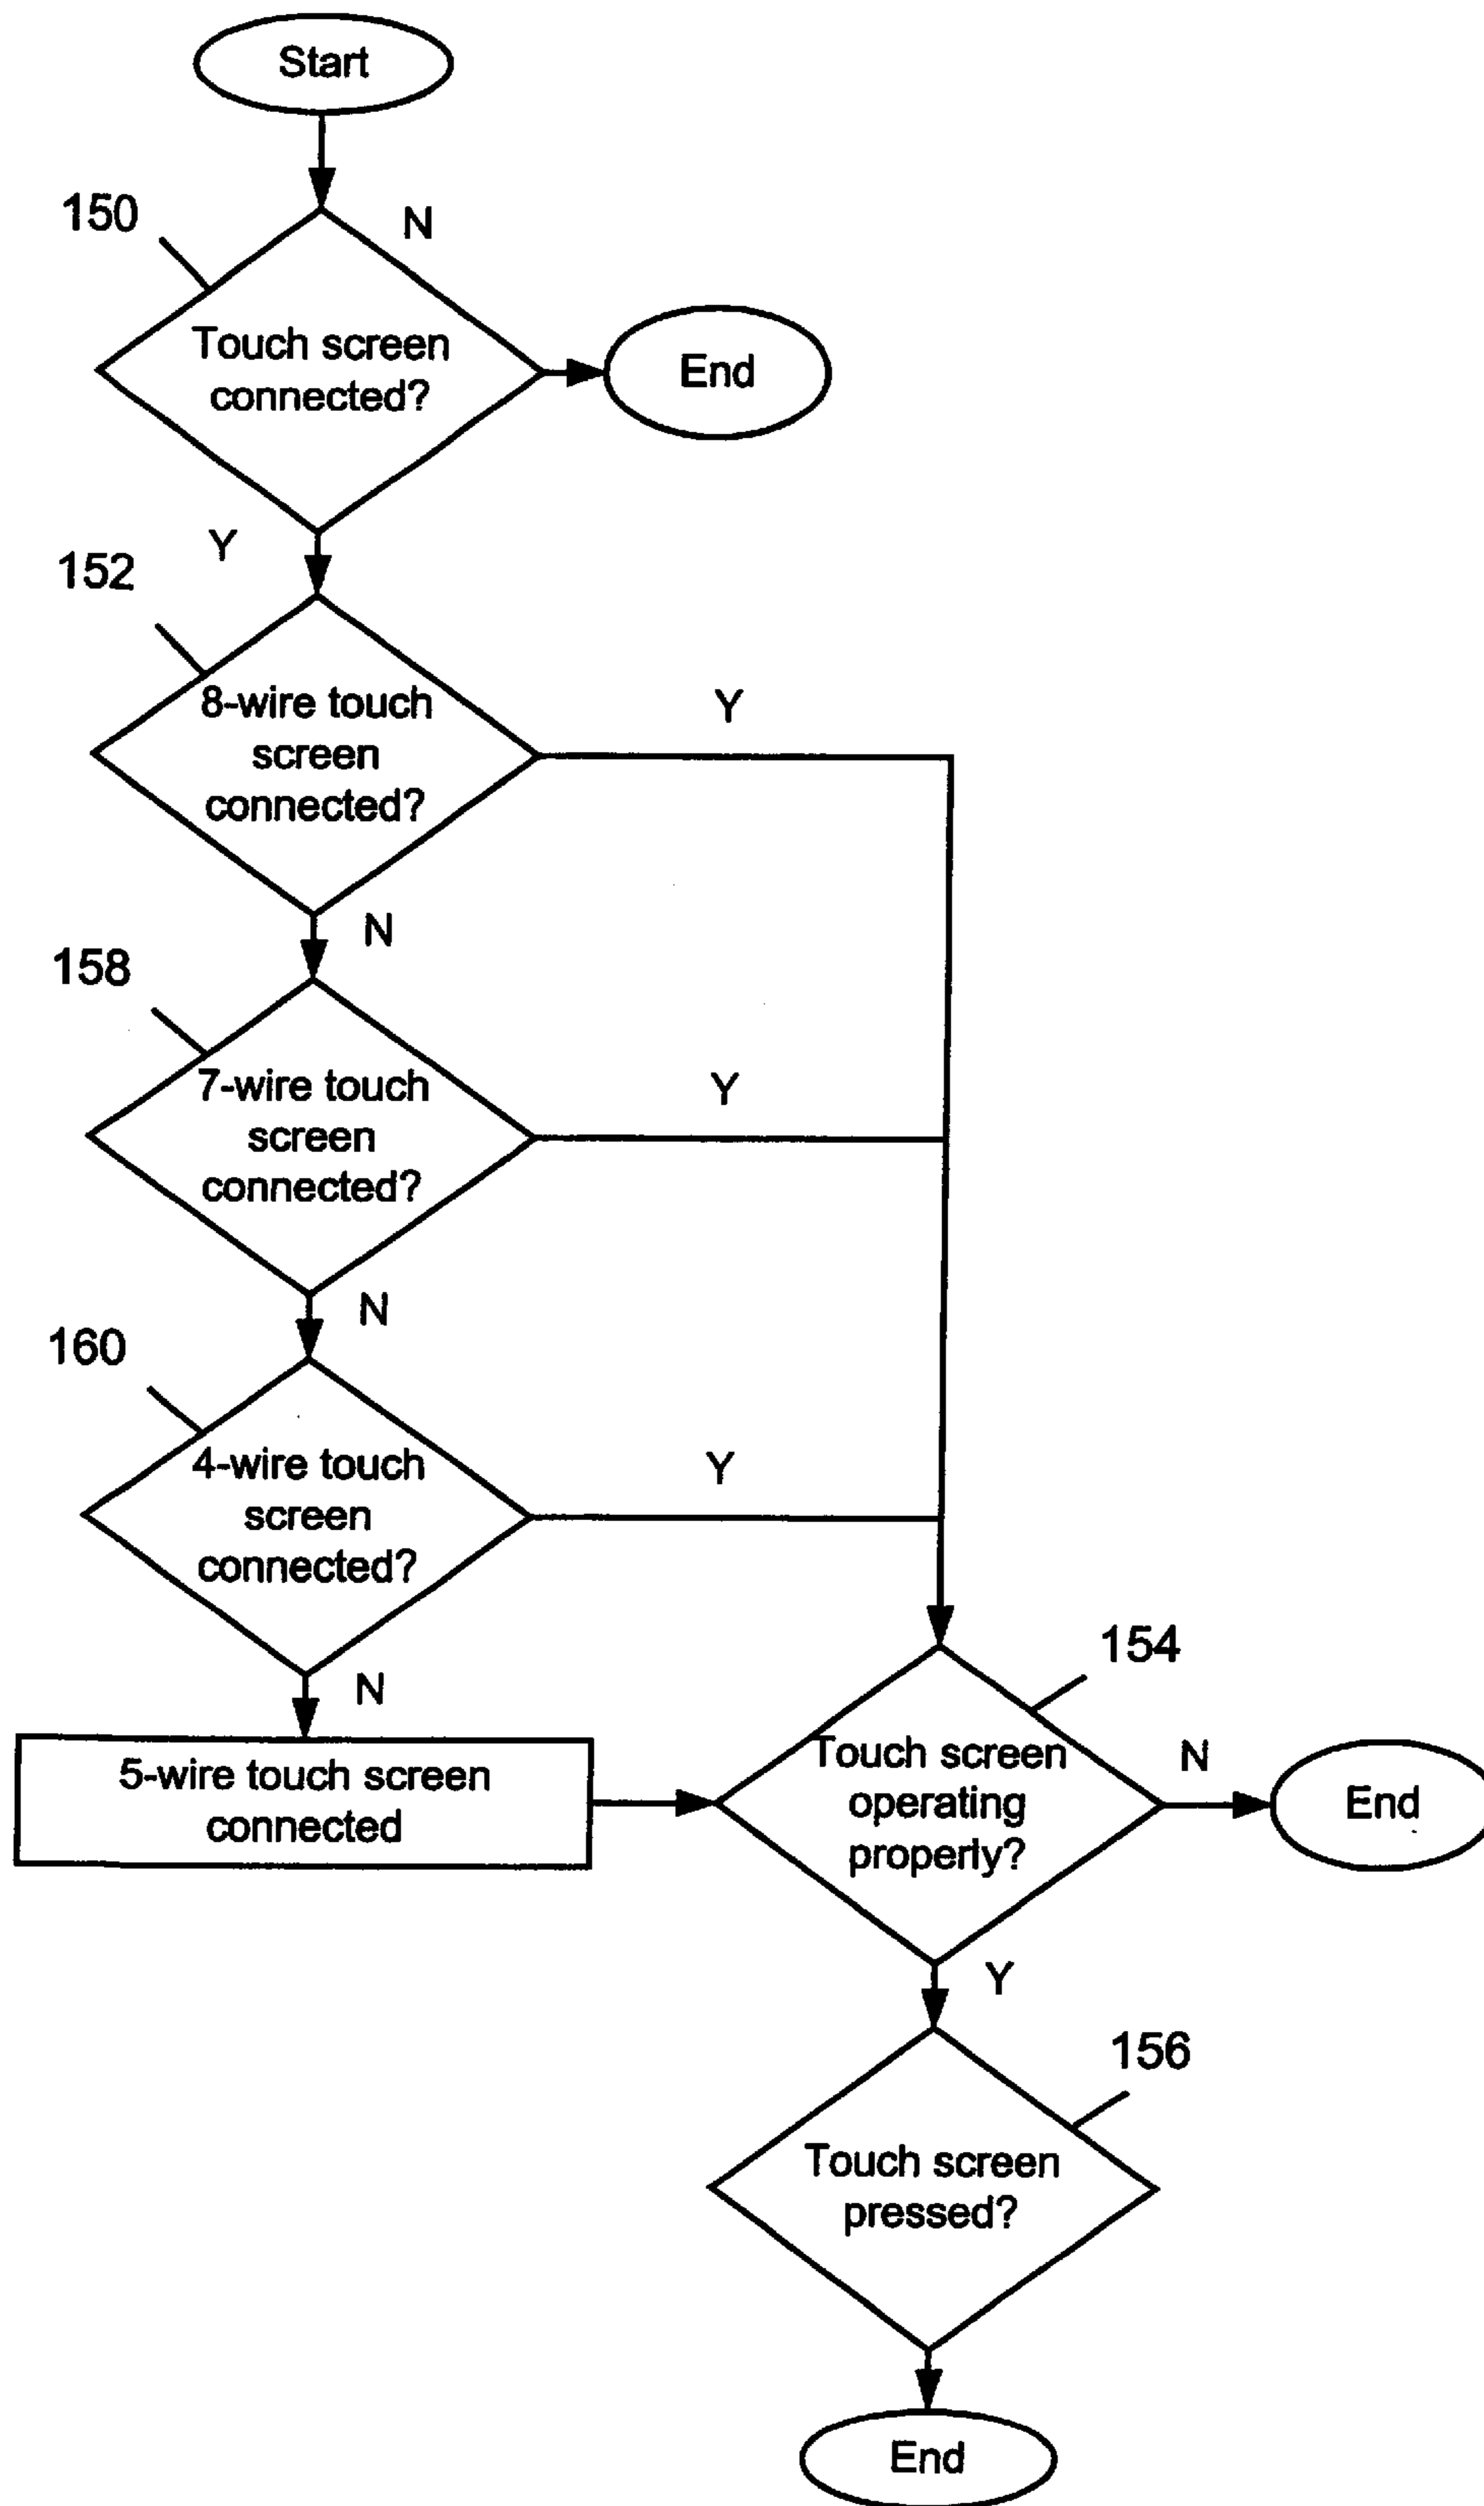 Start
150
N
Touch screen
connected?
End
Y
152
8-wire touch
screen
connected?
Y
N
158
7-wire touch
screen
connected?
Y
N
160
4-wire touch
screen
connected?
Y
N
154
5-wire touch screen
connected
Touch screen
operating
properly?
N
End
Y
156
Touch screen
pressed?
End